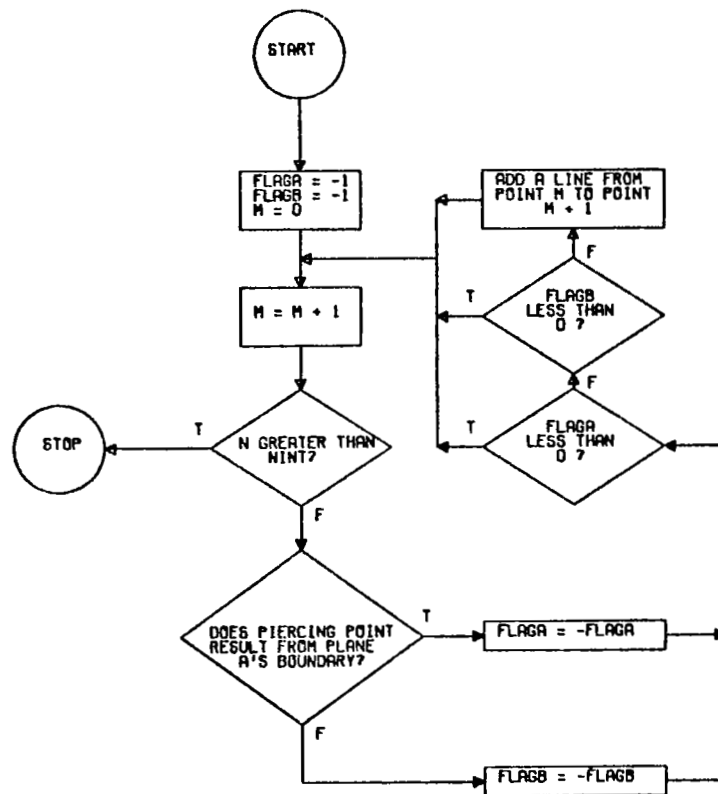 START
FLAGA = -1
FLAGB = -1
M = 0
ADD A LINE FROM
POINT M TO POINT
M + 1
F
M = M + 1
T
FLAGB
LESS THAN
0 ?
F
STOP
T
N GREATER THAN
NINT?
T
FLAGA
LESS THAN
0 ?
F
DOES PIERCING POINT
RESULT FROM PLANE
A'S BOUNDARY?
T
FLAGA = -FLAGA
F
FLAGB = -FLAGB